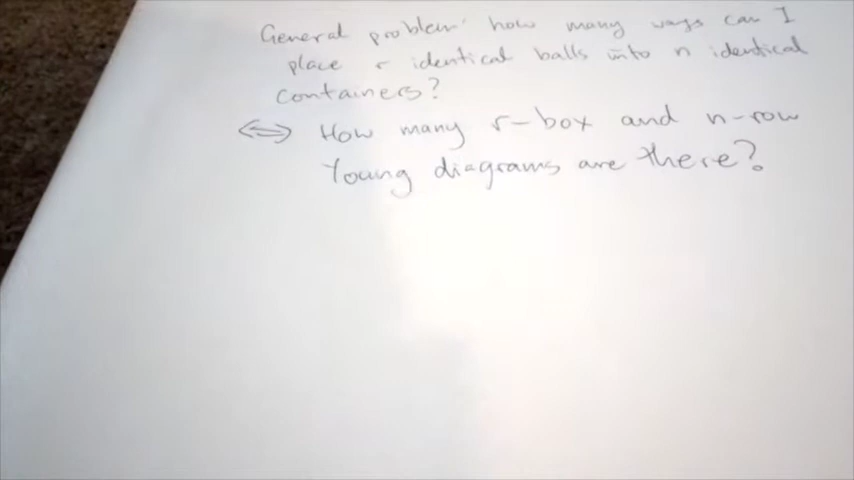 General problem: how many ways can I
place r identical balls into n identical
containers?
⟺ How many r-box and n-row
Young diagrams are there?